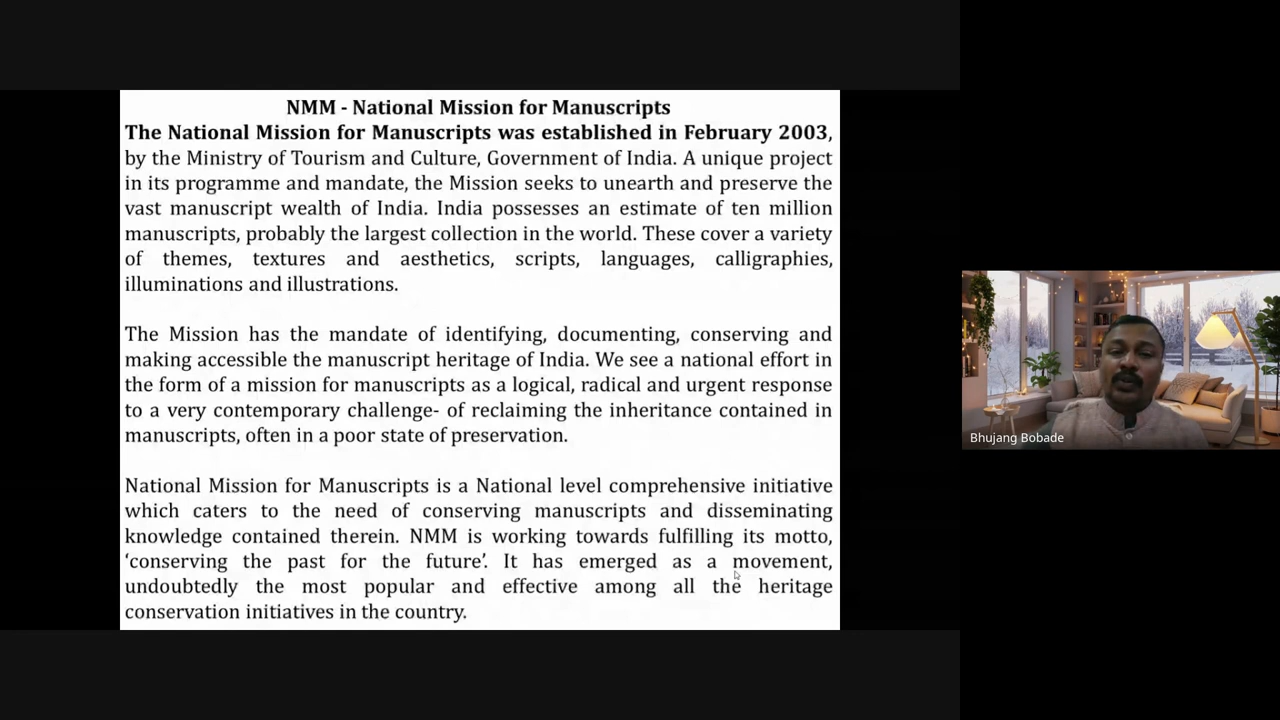 NMM - National Mission for Manuscripts
The National Mission for Manuscripts was established in February 2003,
by the Ministry of Tourism and Culture, Government of India. A unique project
in its programme and mandate, the Mission seeks to unearth and preserve the
vast manuscript wealth of India. India possesses an estimate of ten million
manuscripts, probably the largest collection in the world. These cover a variety
of themes, textures and aesthetics, scripts, languages, calligraphies,
illuminations and illustrations.
The Mission has the mandate of identifying, documenting, conserving and
making accessible the manuscript heritage of India. We see a national effort in
the form of a mission for manuscripts as a logical, radical and urgent response
to a very contemporary challenge- of reclaiming the inheritance contained in
manuscripts, often in a poor state of preservation.
National Mission for Manuscripts is a National level comprehensive initiative
which caters to the need of conserving manuscripts and disseminating
knowledge contained therein. NMM is working towards fulfilling its motto,
‘conserving the past for the future’. It has emerged as a movement,
undoubtedly the most popular and effective among all the heritage
conservation initiatives in the country.
Bhujang Bobade